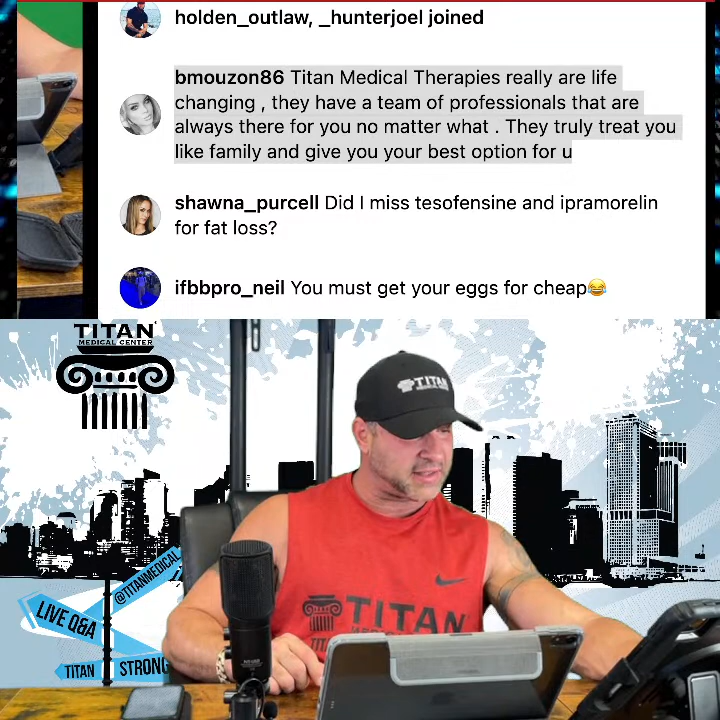 holden_outlaw, _hunterjoel joined
bmouzon86 Titan Medical Therapies really are life
changing , they have a team of professionals that are
always there for you no matter what . They truly treat you
like family and give you your best option for u
shawna_purcell Did I miss tesofensine and ipramorelin
for fat loss?
ifbbpro_neil You must get your eggs for cheap😂
TITAN
MEDICAL CENTER
TITAN
TITAN
@TITANMEDICAL
LIVE Q&A
TITAN STRONG